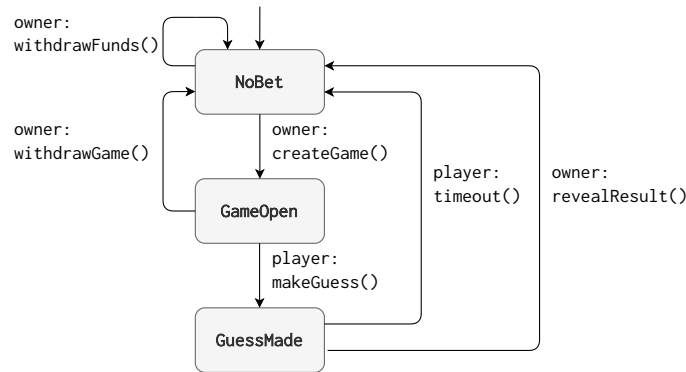 owner:
withdrawFunds()
NoBet
owner:
withdrawGame()
owner:
createGame()
player:
timeout()
owner:
revealResult()
GameOpen
player:
makeGuess()
GuessMade